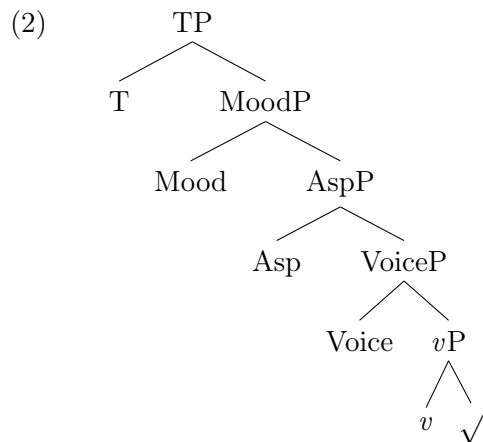 (2) TP
T MoodP
Mood AspP
Asp VoiceP
Voice vP
v √